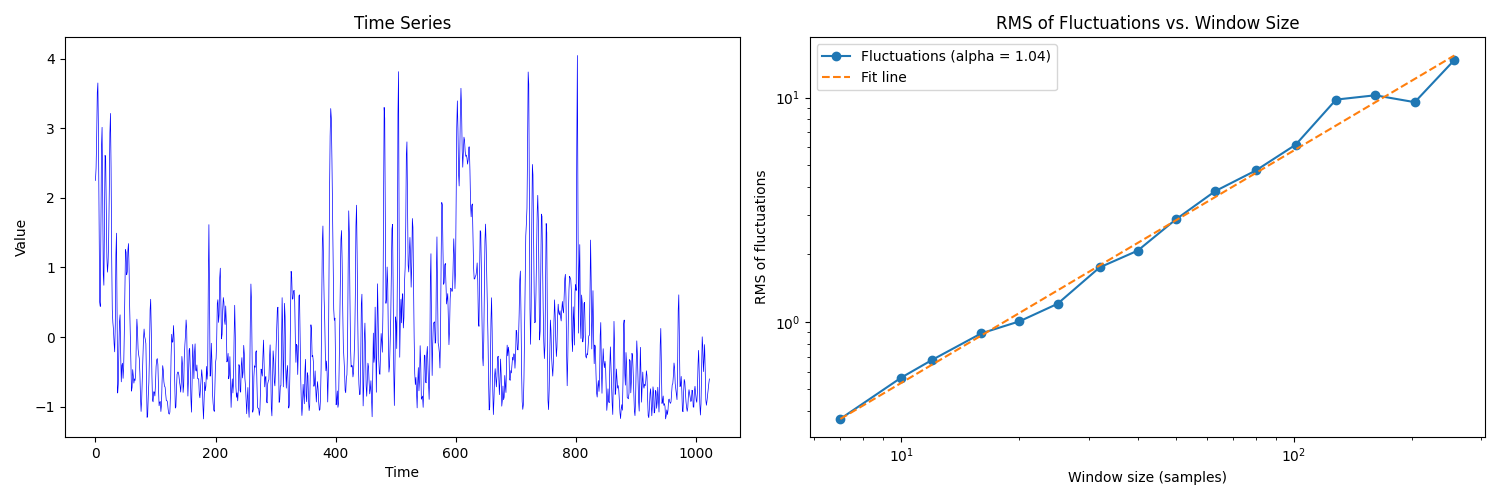 Time Series
4
3
2
1
0
−1
Value
0
200
400
600
800
1000
Time
RMS of Fluctuations vs. Window Size
Fluctuations (alpha = 1.04)
Fit line
10¹
10⁰
RMS of fluctuations
10¹
10²
Window size (samples)